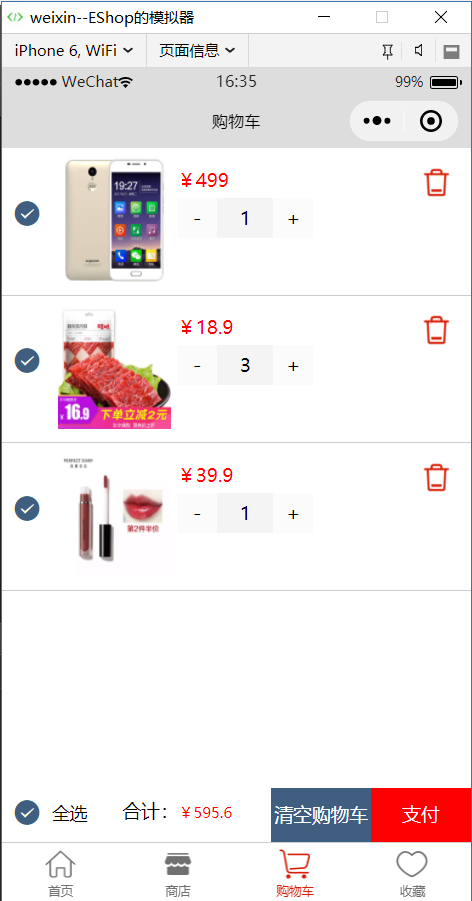 weixin--EShop的模拟器
iPhone 6, WiFi 页面信息
WeChat 16:35 99%
购物车
19:27
¥ 499
- 1 +
¥ 18.9
- 3 +
¥16.9 下单立减2元
PERFECT DIARY
¥ 39.9
- 1 +
第2件半价
全选 合计: ¥ 595.6 清空购物车 支付
首页 商店 购物车 收藏